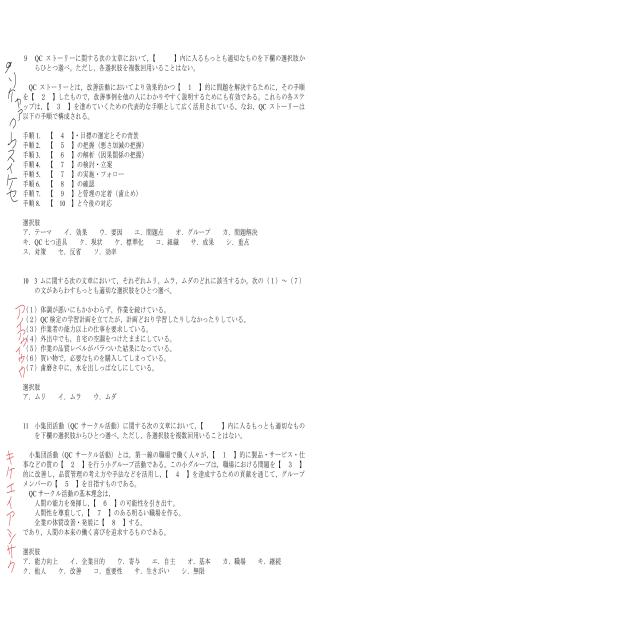 9 QC ストーリーに関する次の文章において、【　　】内に入るもっとも適切なものを下欄の選択肢か
らひとつ選べ。ただし、各選択肢を複数回用いることはない。
QC ストーリーとは、改善活動においてより効果的かつ【 1 】的に問題を解決するために、その手順
を【 2 】したもので、改善事例を他の人にわかりやすく説明するためにも有効である。これらの各ステ
ップは、【 3 】を進めていくための代表的な手順として広く活用されている。なお、QC ストーリーは
以下の手順で構成される。
手順1. 【 4 】・目標の選定とその背景
手順2. 【 5 】の把握（悪さ加減の把握）
手順3. 【 6 】の解析（因果関係の把握）
手順4. 【 7 】の検討・立案
手順5. 【 7 】の実施・フォロー
手順6. 【 8 】の確認
手順7. 【 9 】と管理の定着（歯止め）
手順8. 【 10 】と今後の対応
選択肢
ア．テーマ　イ．効果　ウ．要因　エ．問題点　オ．グループ　カ．問題解決
キ．QC 七つ道具　ク．現状　ケ．標準化　コ．組織　サ．成果　シ．重点
ス．対策　セ．反省　ソ．効率
10 3 ムに関する次の文章において、それぞれムリ、ムラ、ムダのどれに該当するか。次の（1）～（7）
の文があらわすもっとも適切な選択肢をひとつ選べ。
（1）体調が悪いにもかかわらず、作業を続けている。
（2）QC 検定の学習計画を立てたが、計画どおり学習したりしなかったりしている。
（3）作業者の能力以上の仕事を要求している。
（4）外出中でも、自宅の空調をつけたままにしている。
（5）作業の品質レベルがバラついた結果になっている。
（6）買い物で、必要なものを購入してしまっている。
（7）歯磨き中に、水を出しっぱなしにしている。
選択肢
ア．ムリ　イ．ムラ　ウ．ムダ
11 小集団活動（QC サークル活動）に関する次の文章において、【　　】内に入るもっとも適切なもの
を下欄の選択肢からひとつ選べ。ただし、各選択肢を複数回用いることはない。
小集団活動（QC サークル活動）とは、第一線の職場で働く人々が、【 1 】的に製品・サービス・仕
事などの質の【 2 】を行う小グループ活動である。この小グループは、職場における問題を【 3 】
的に改善し、品質管理の考え方や手法などを活用し、【 4 】を達成するための貢献を通して、グループ
メンバーの【 5 】を目指すものである。
QC サークル活動の基本理念は、
人間の能力を発揮し、【 6 】の可能性を引き出す。
人間性を尊重して、【 7 】のある明るい職場を作る。
企業の体質改善・発展に【 8 】する。
であり、人間の本来の働く喜びを追求するものである。
選択肢
ア．能力向上　イ．企業目的　ウ．寄与　エ．自主　オ．基本　カ．職場　キ．継続
ク．他人　ケ．改善　コ．重要性　サ．生きがい　シ．無限
キケエイアシサク